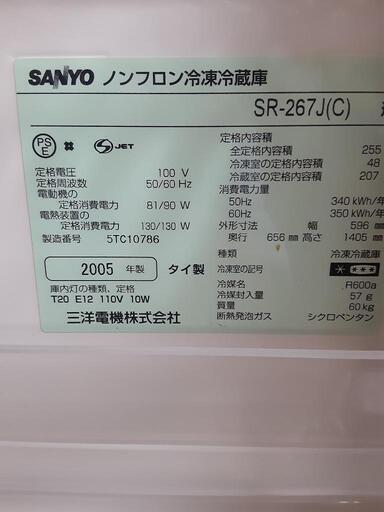 SANYO ノンフロン冷凍冷蔵庫
SR-267J(C)
PS E JET
定格電圧 100 V
定格周波数 50/60 Hz
電動機の
定格消費電力 81/90 W
電熱装置の
定格消費電力 130/130 W
製造番号 5TC10786
2005 年製 タイ製
庫内灯の種類、定格
T20 E12 110V 10W
三洋電機株式会社
定格内容積
全定格内容積 255
冷凍室の定格内容積 48
冷蔵室の定格内容積 207
消費電力量
50Hz 340 kWh/年
60Hz 350 kWh/年
外形寸法 幅 596 ㎜
奥行 656 ㎜ 高さ 1405 ㎜
種類 冷凍冷蔵庫
冷凍室の記号 * ***
冷媒名 R600a
冷媒封入量 57 g
質量 60 kg
断熱発泡ガス シクロペンタン